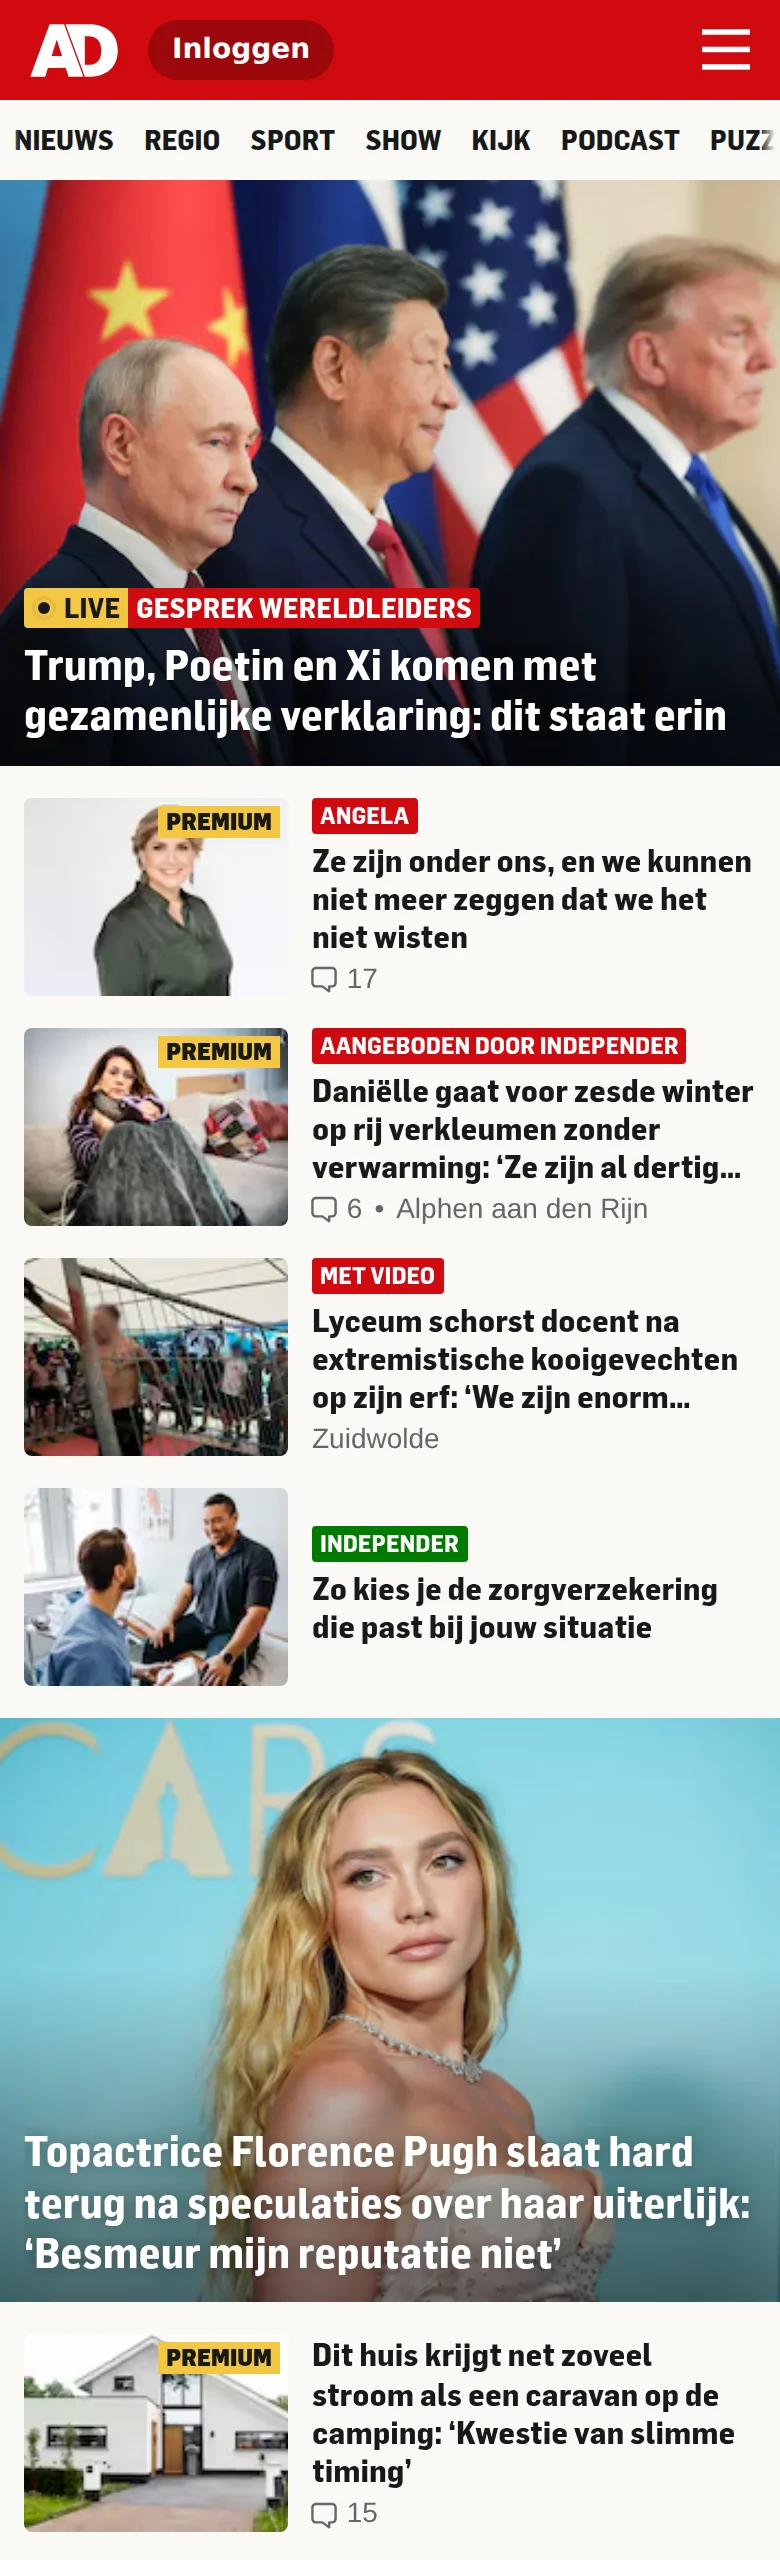 AD
Inloggen
NIEUWS REGIO SPORT SHOW KIJK PODCAST PUZZ
LIVE GESPREK WERELDLEIDERS
Trump, Poetin en Xi komen met
gezamenlijke verklaring: dit staat erin
PREMIUM
ANGELA
Ze zijn onder ons, en we kunnen
niet meer zeggen dat we het
niet wisten
17
PREMIUM
AANGEBODEN DOOR INDEPENDER
Daniëlle gaat voor zesde winter
op rij verkleumen zonder
verwarming: ‘Ze zijn al dertig...
6 • Alphen aan den Rijn
MET VIDEO
Lyceum schorst docent na
extremistische kooigevechten
op zijn erf: ‘We zijn enorm...
Zuidwolde
INDEPENDER
Zo kies je de zorgverzekering
die past bij jouw situatie
CARS
Topactrice Florence Pugh slaat hard
terug na speculaties over haar uiterlijk:
‘Besmeur mijn reputatie niet’
PREMIUM
Dit huis krijgt net zoveel
stroom als een caravan op de
camping: ‘Kwestie van slimme
timing’
15